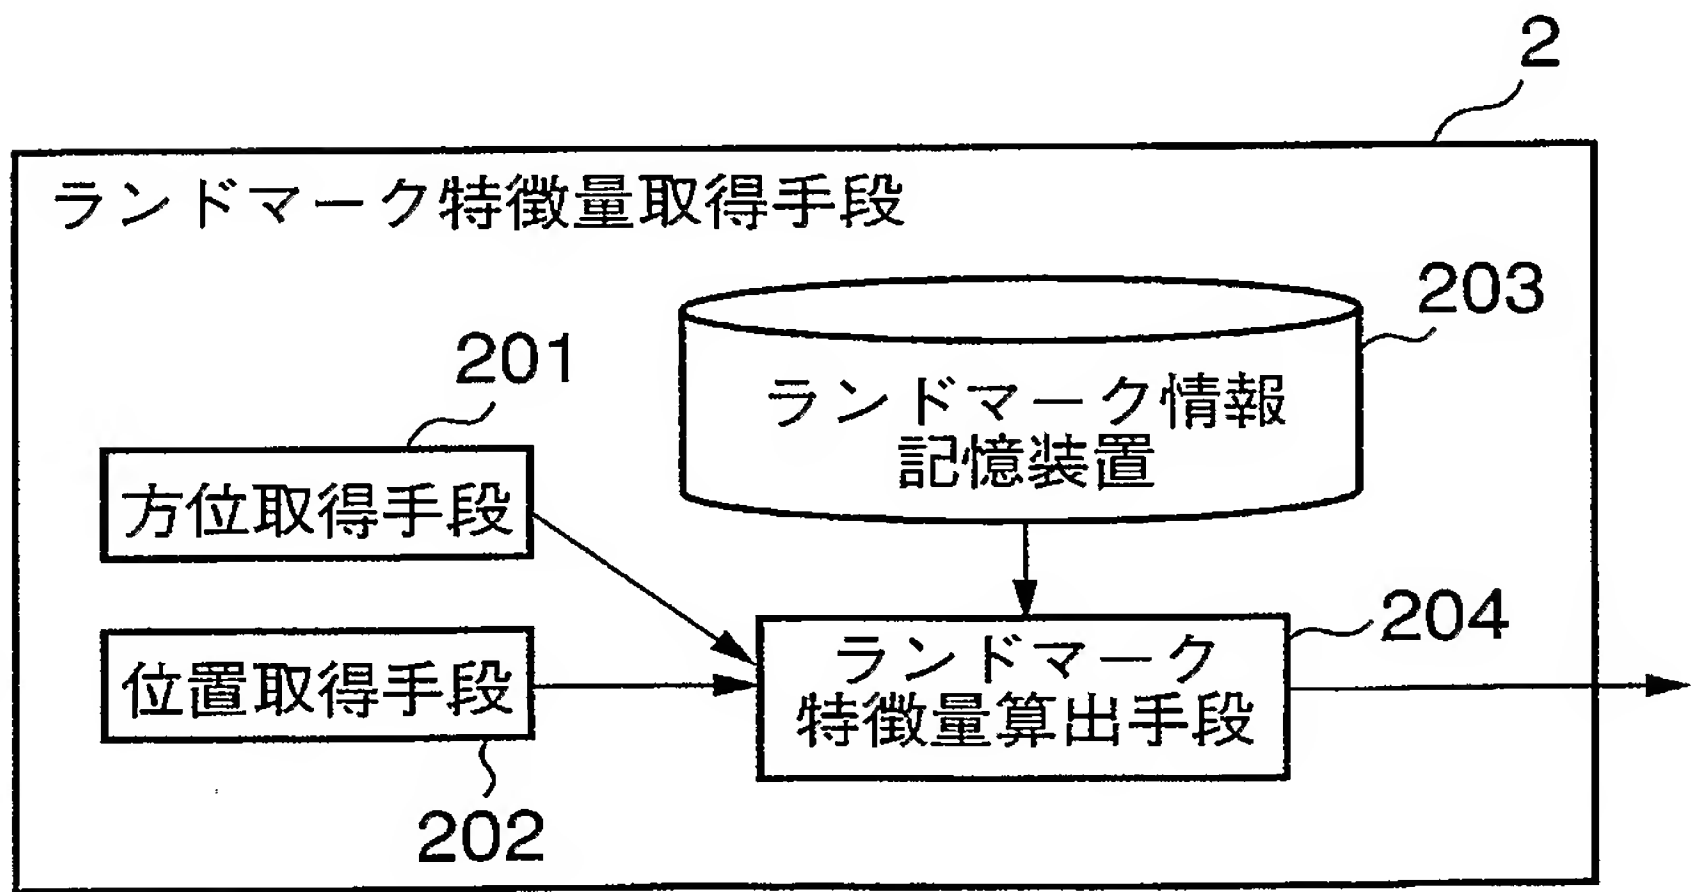 2
ランドマーク特徴量取得手段
203
201
ランドマーク情報
記憶装置
方位取得手段
204
ランドマーク
特徴量算出手段
位置取得手段
202